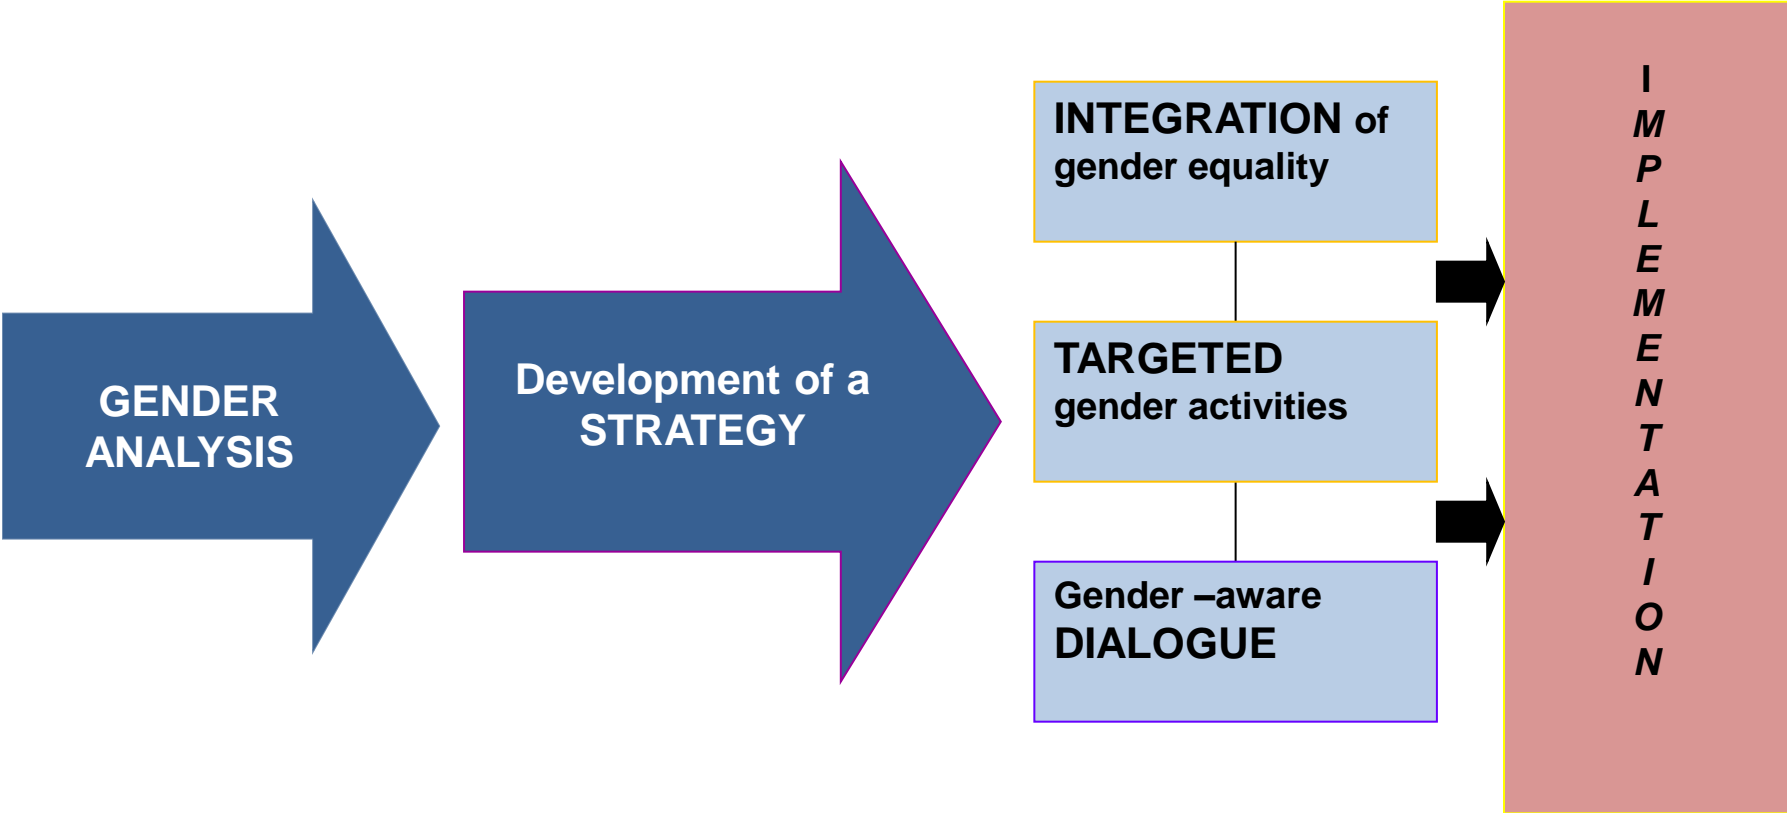 GENDER
ANALYSIS
Development of a
STRATEGY
INTEGRATION of
gender equality
TARGETED
gender activities
Gender –aware
DIALOGUE
I
M
P
L
E
M
E
N
T
A
T
I
O
N